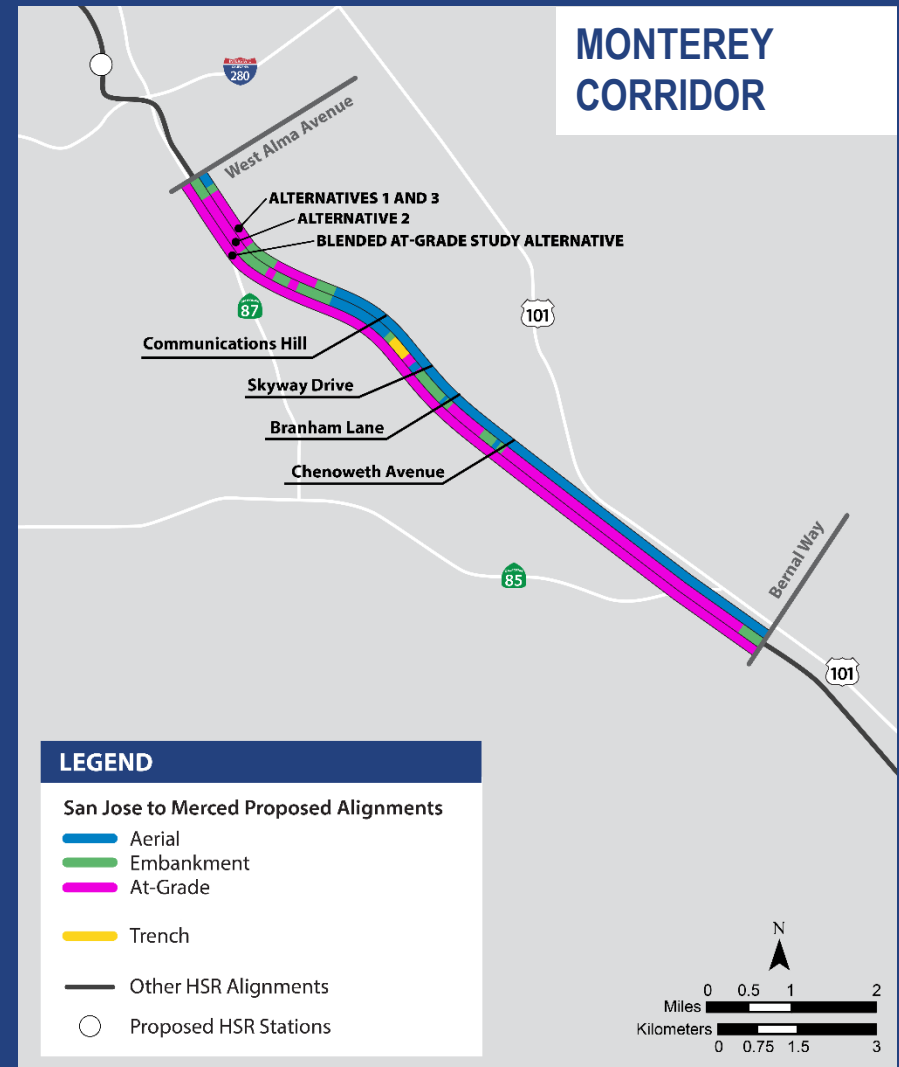 MONTEREY
CORRIDOR
280
West Alma Avenue
ALTERNATIVES 1 AND 3
ALTERNATIVE 2
BLENDED AT-GRADE STUDY ALTERNATIVE
87
101
Communications Hill
Skyway Drive
Branham Lane
Chenoweth Avenue
Bernal Way
85
101
LEGEND
San Jose to Merced Proposed Alignments
Aerial
Embankment
At-Grade
Trench
Other HSR Alignments
Proposed HSR Stations
N
0 0.5 1 2
Miles
Kilometers
0 0.75 1.5 3